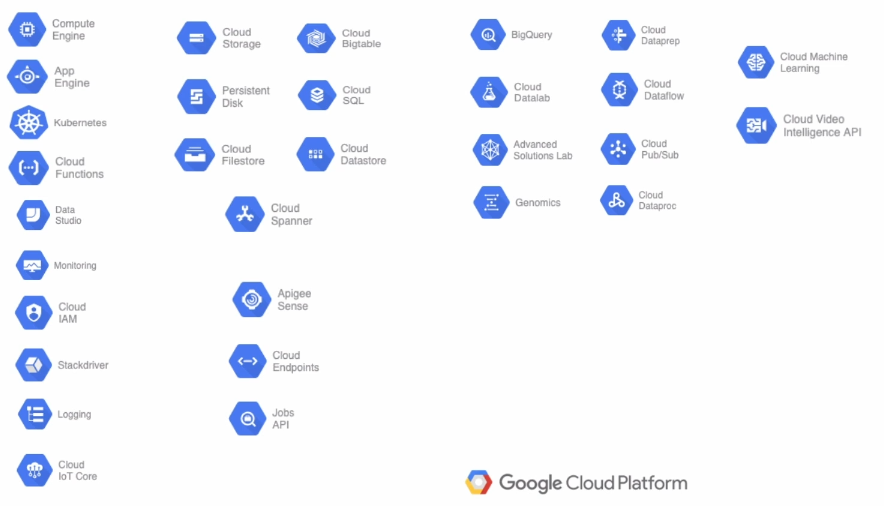 Compute
Engine
App
Engine
Kubernetes
Cloud
Functions
Data
Studio
Monitoring
Cloud
IAM
Stackdriver
Logging
Cloud
IoT Core
Cloud
Storage
Persistent
Disk
Cloud
Filestore
Cloud
Bigtable
Cloud
SQL
Cloud
Datastore
Cloud
Spanner
Apigee
Sense
Cloud
Endpoints
Jobs
API
BigQuery
Cloud
Datalab
Advanced
Solutions Lab
Genomics
Cloud
Dataprep
Cloud
Dataflow
Cloud
Pub/Sub
Cloud
Dataproc
Cloud Machine
Learning
Cloud Video
Intelligence API
Google Cloud Platform